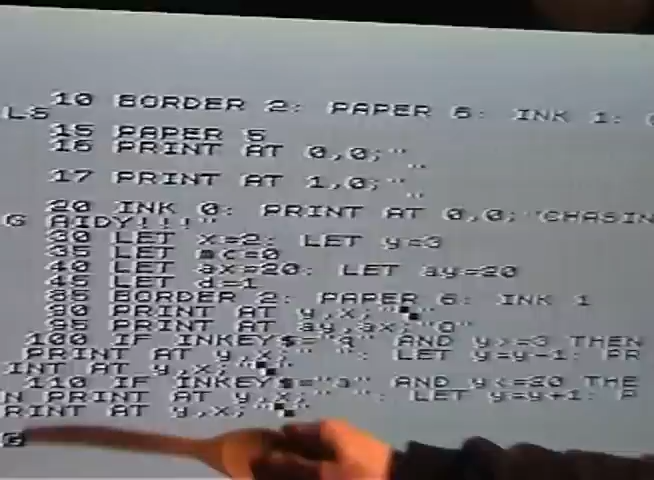 10 BORDER 2: PAPER 6: INK 1: C
LS
15 PAPER 5
16 PRINT AT 0,0;"
"
17 PRINT AT 1,0;"
"
20 INK 0: PRINT AT 0,0;"CHASIN
G AIDY!!!"
30 LET x=2: LET y=3
35 LET mc=0
40 LET ax=20: LET ay=20
45 LET d=1
85 BORDER 2: PAPER 6: INK 1
90 PRINT AT y,x;"▚"
95 PRINT AT ay,ax;"O"
100 IF INKEY$="q" AND y>=3 THEN
PRINT AT y,x;" ": LET y=y-1: PR
INT AT y,x;"▚"
110 IF INKEY$="a" AND y<=20 THE
N PRINT AT y,x;" ": LET y=y+1: P
RINT AT y,x;"▚"
G